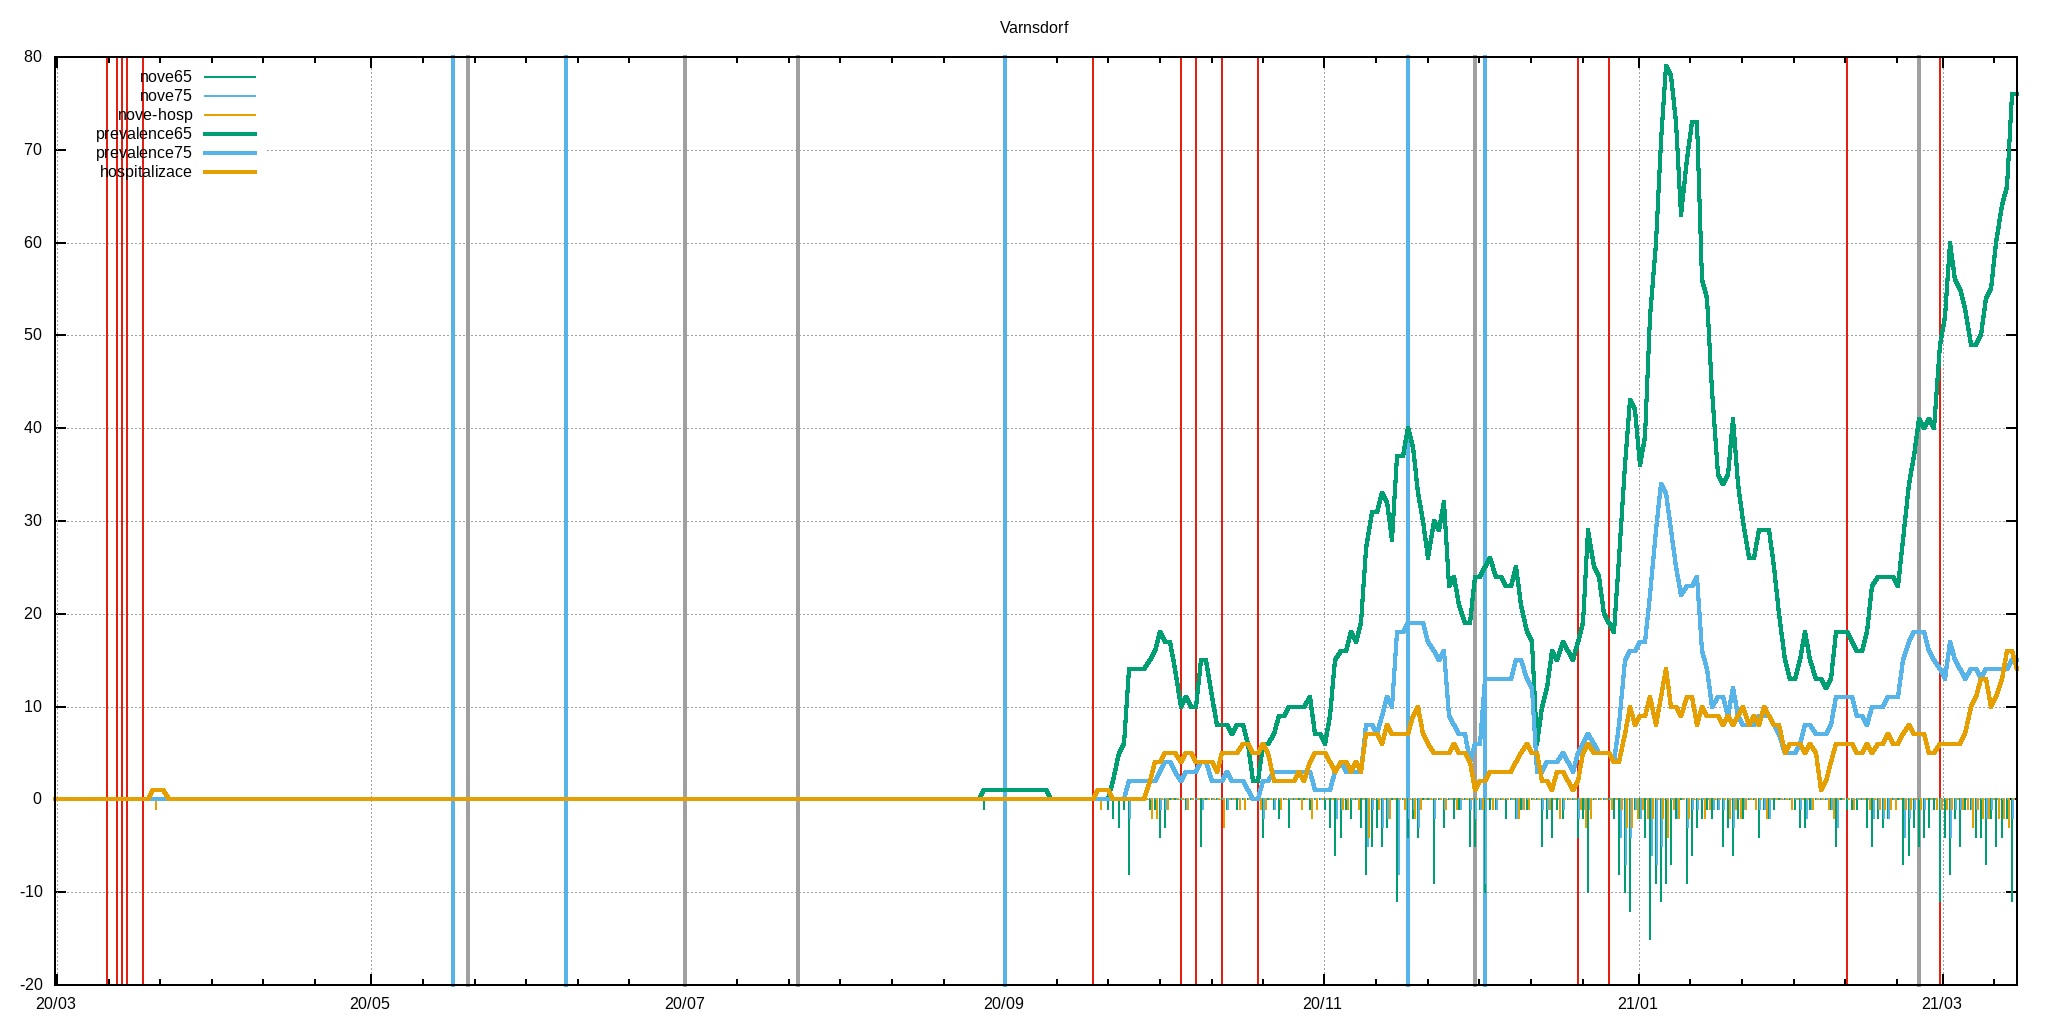 Varnsdorf
80
70
60
50
40
30
20
10
0
-10
-20
nove65
nove75
nove-hosp
prevalence65
prevalence75
hospitalizace
20/03 20/05 20/07 20/09 20/11 21/01 21/03